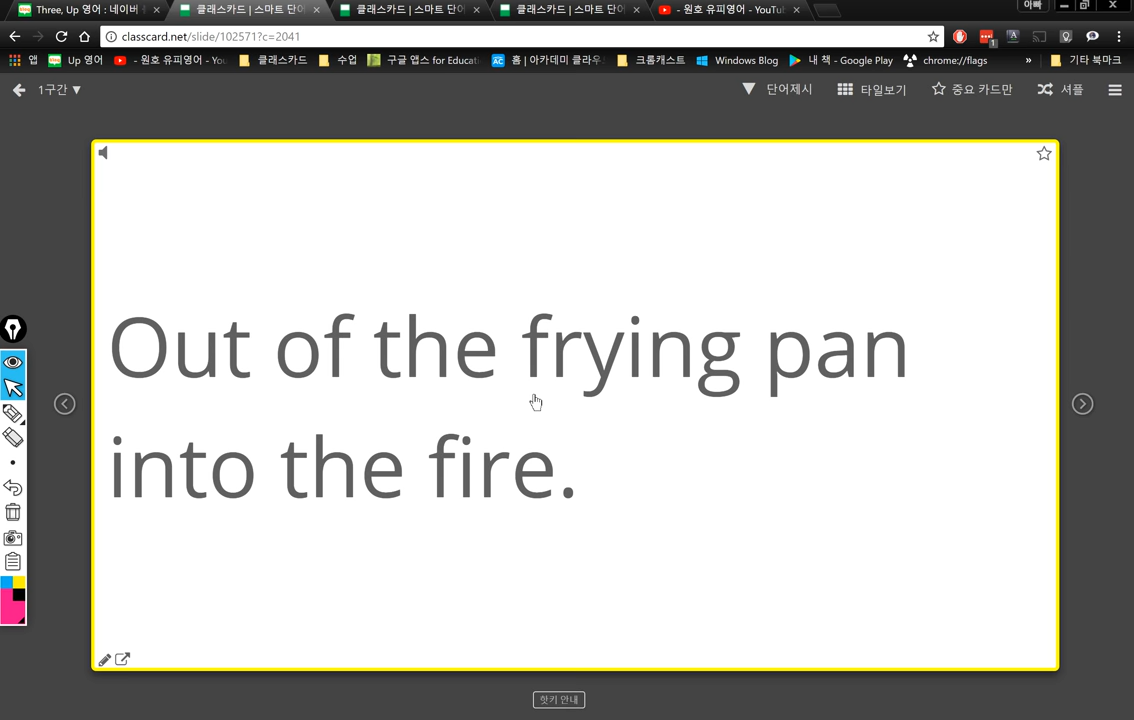 Three, Up 영어 : 네이버
클래스카드 | 스마트 단어
클래스카드 | 스마트 단어
클래스카드 | 스마트 단어
- 원호 유피영어 - YouTu
아빠
classcard.net/slide/102571?c=2041
1
앱
Up 영어
- 원호 유피영어 - You
클래스카드
수업
구글 앱스 for Educati
AC
홈 | 아카데미 클라우
크롬캐스트
Windows Blog
내 책 - Google Play
chrome://flags
»
기타 북마크
1구간 ▼
단어제시
타일보기
중요 카드만
셔플
Out of the frying pan
into the fire.
핫키 안내